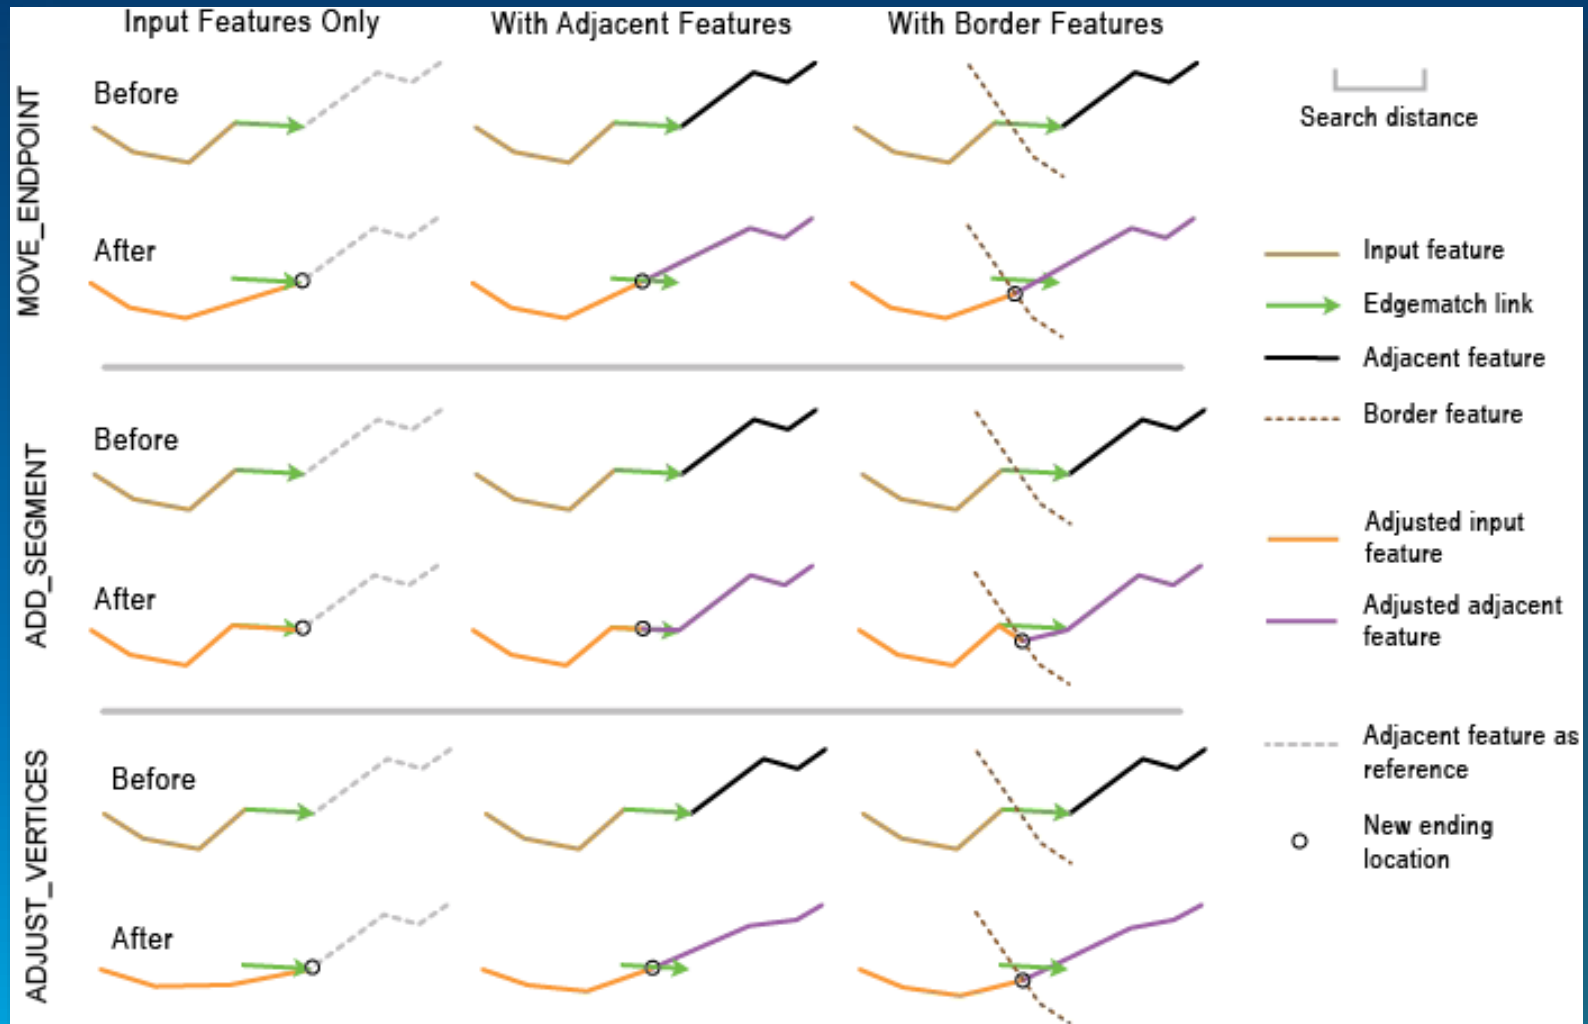 Input Features Only
With Adjacent Features
With Border Features
MOVE_ENDPOINT
Before
After
ADD_SEGMENT
Before
After
ADJUST_VERTICES
Before
After
Search distance
Input feature
Edgematch link
Adjacent feature
Border feature
Adjusted input
feature
Adjusted adjacent
feature
Adjacent feature as
reference
New ending
location